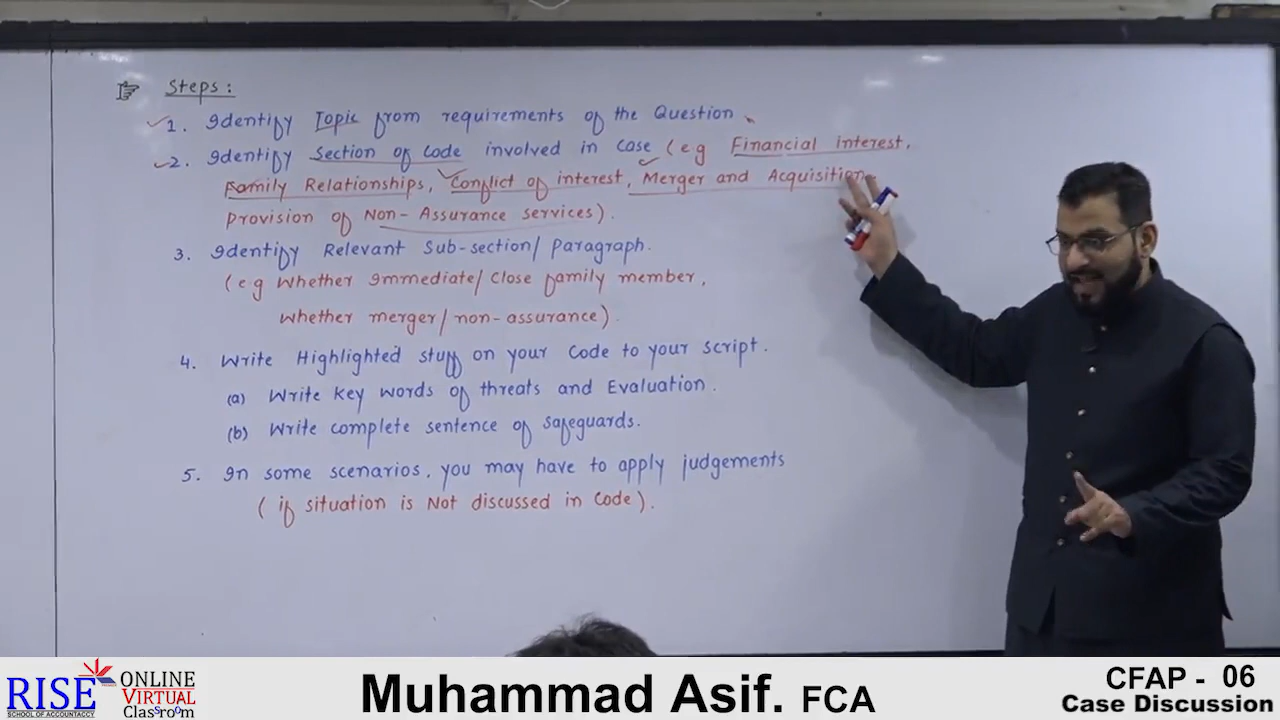 Steps:
1. Identify Topic from requirements of the Question.
2. Identify Section of Code involved in case (e.g Financial interest,
Family Relationships, Conflict of interest, Merger and Acquisition,
Provision of Non-Assurance services).
3. Identify Relevant Sub-section/Paragraph.
(e.g whether immediate/close family member,
whether merger/non-assurance).
4. Write Highlighted stuff on your Code to your script.
(a) Write key words of threats and Evaluation.
(b) Write complete sentence of safeguards.
5. In some scenarios, you may have to apply judgements
(if situation is Not discussed in Code).
RISE
SCHOOL OF ACCOUNTACY
ONLINE
VIRTUAL
Classroom
Muhammad Asif. FCA
CFAP - 06
Case Discussion